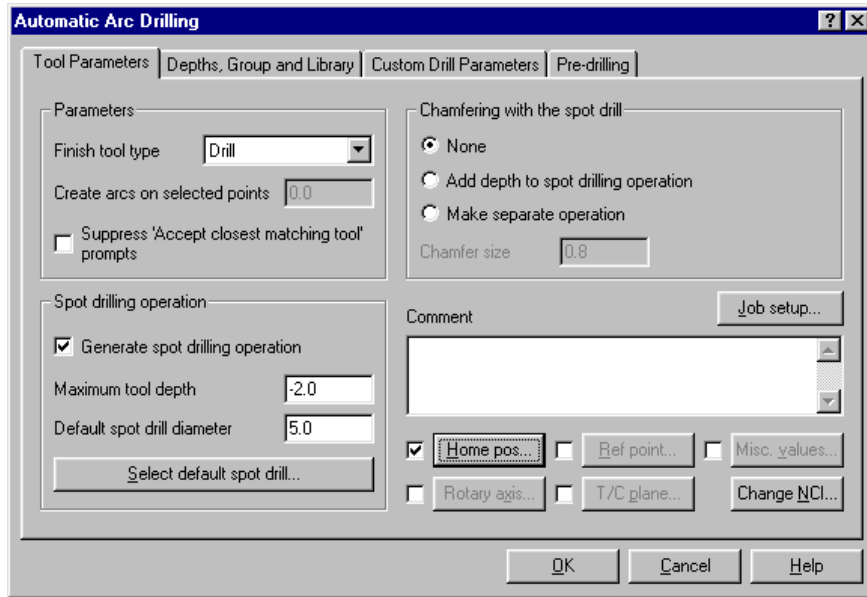 Automatic Arc Drilling
Tool Parameters
Depths, Group and Library
Custom Drill Parameters
Pre-drilling
Parameters
Finish tool type
Drill
Create arcs on selected points
0.0
Suppress 'Accept closest matching tool'
prompts
Chamfering with the spot drill
None
Add depth to spot drilling operation
Make separate operation
Chamfer size
0.8
Spot drilling operation
Generate spot drilling operation
Maximum tool depth
-2.0
Default spot drill diameter
5.0
Select default spot drill...
Job setup...
Comment
Home pos...
Ref point...
Misc. values...
Rotary axis...
T/C plane...
Change NCI...
OK
Cancel
Help